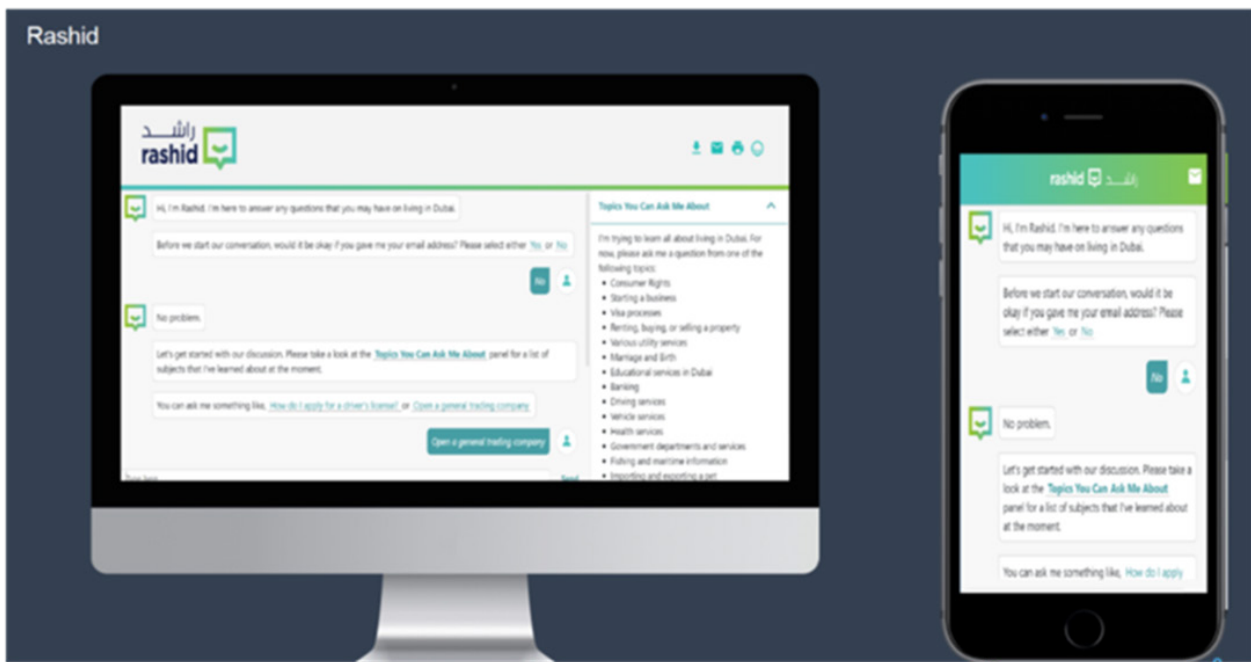 Rashid
راشد
rashid
Hi, I'm Rashid. I'm here to answer any questions that you may have on living in Dubai.
Before we start our conversation, would it be okay if you gave me your email address? Please select either Yes or No
No
No problem.
Let's get started with our discussion. Please take a look at the Topics You Can Ask Me About panel for a list of
subjects that I've learned about at the moment.
You can ask me something like, How do I apply for a driver's license? or Open a general trading company
Open a general trading company
Type here
Send
Topics You Can Ask Me About
I'm trying to learn all about living in Dubai. For
now, please ask me a question from one of the
following topics:
• Consumer Rights
• Starting a business
• Visa processes
• Renting, buying, or selling a property
• Various utility services
• Marriage and Birth
• Educational services in Dubai
• Banking
• Driving services
• Vehicle services
• Health services
• Government departments and services
• Fishing and maritime information
• Importing and exporting a pet
rashid راشد
Hi, I'm Rashid. I'm here to answer any questions
that you may have on living in Dubai.
Before we start our conversation, would it be
okay if you gave me your email address? Please
select either Yes or No
No
No problem.
Let's get started with our discussion. Please take a
look at the Topics You Can Ask Me About
panel for a list of subjects that I've learned about
at the moment.
You can ask me something like, How do I apply